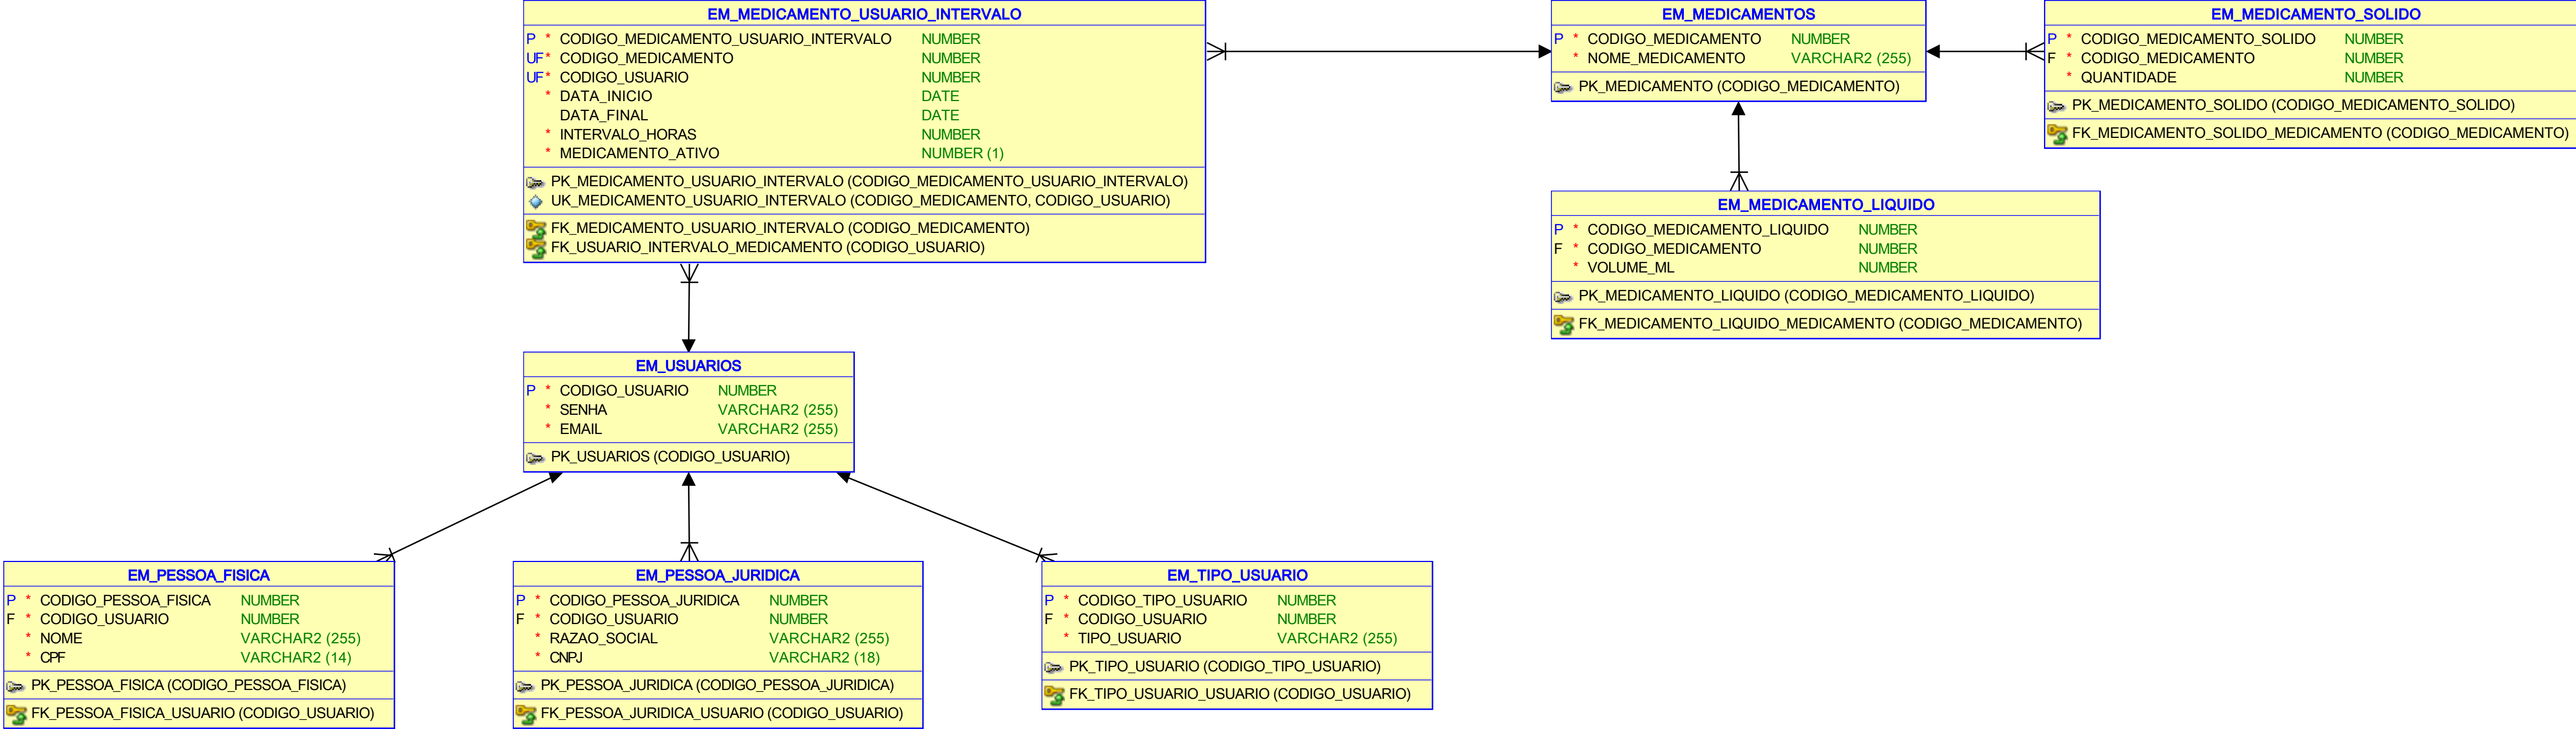 EM_MEDICAMENTO_USUARIO_INTERVALO
P * CODIGO_MEDICAMENTO_USUARIO_INTERVALO NUMBER
UF * CODIGO_MEDICAMENTO NUMBER
UF * CODIGO_USUARIO NUMBER
* DATA_INICIO DATE
DATA_FINAL DATE
* INTERVALO_HORAS NUMBER
* MEDICAMENTO_ATIVO NUMBER (1)
PK_MEDICAMENTO_USUARIO_INTERVALO (CODIGO_MEDICAMENTO_USUARIO_INTERVALO)
UK_MEDICAMENTO_USUARIO_INTERVALO (CODIGO_MEDICAMENTO, CODIGO_USUARIO)
FK_MEDICAMENTO_USUARIO_INTERVALO (CODIGO_MEDICAMENTO)
FK_USUARIO_INTERVALO_MEDICAMENTO (CODIGO_USUARIO)
EM_MEDICAMENTOS
P * CODIGO_MEDICAMENTO NUMBER
* NOME_MEDICAMENTO VARCHAR2 (255)
PK_MEDICAMENTO (CODIGO_MEDICAMENTO)
EM_MEDICAMENTO_SOLIDO
P * CODIGO_MEDICAMENTO_SOLIDO NUMBER
F * CODIGO_MEDICAMENTO NUMBER
* QUANTIDADE NUMBER
PK_MEDICAMENTO_SOLIDO (CODIGO_MEDICAMENTO_SOLIDO)
FK_MEDICAMENTO_SOLIDO_MEDICAMENTO (CODIGO_MEDICAMENTO)
EM_MEDICAMENTO_LIQUIDO
P * CODIGO_MEDICAMENTO_LIQUIDO NUMBER
F * CODIGO_MEDICAMENTO NUMBER
* VOLUME_ML NUMBER
PK_MEDICAMENTO_LIQUIDO (CODIGO_MEDICAMENTO_LIQUIDO)
FK_MEDICAMENTO_LIQUIDO_MEDICAMENTO (CODIGO_MEDICAMENTO)
EM_USUARIOS
P * CODIGO_USUARIO NUMBER
* SENHA VARCHAR2 (255)
* EMAIL VARCHAR2 (255)
PK_USUARIOS (CODIGO_USUARIO)
EM_PESSOA_FISICA
P * CODIGO_PESSOA_FISICA NUMBER
F * CODIGO_USUARIO NUMBER
* NOME VARCHAR2 (255)
* CPF VARCHAR2 (14)
PK_PESSOA_FISICA (CODIGO_PESSOA_FISICA)
FK_PESSOA_FISICA_USUARIO (CODIGO_USUARIO)
EM_PESSOA_JURIDICA
P * CODIGO_PESSOA_JURIDICA NUMBER
F * CODIGO_USUARIO NUMBER
* RAZAO_SOCIAL VARCHAR2 (255)
* CNPJ VARCHAR2 (18)
PK_PESSOA_JURIDICA (CODIGO_PESSOA_JURIDICA)
FK_PESSOA_JURIDICA_USUARIO (CODIGO_USUARIO)
EM_TIPO_USUARIO
P * CODIGO_TIPO_USUARIO NUMBER
F * CODIGO_USUARIO NUMBER
* TIPO_USUARIO VARCHAR2 (255)
PK_TIPO_USUARIO (CODIGO_TIPO_USUARIO)
FK_TIPO_USUARIO_USUARIO (CODIGO_USUARIO)